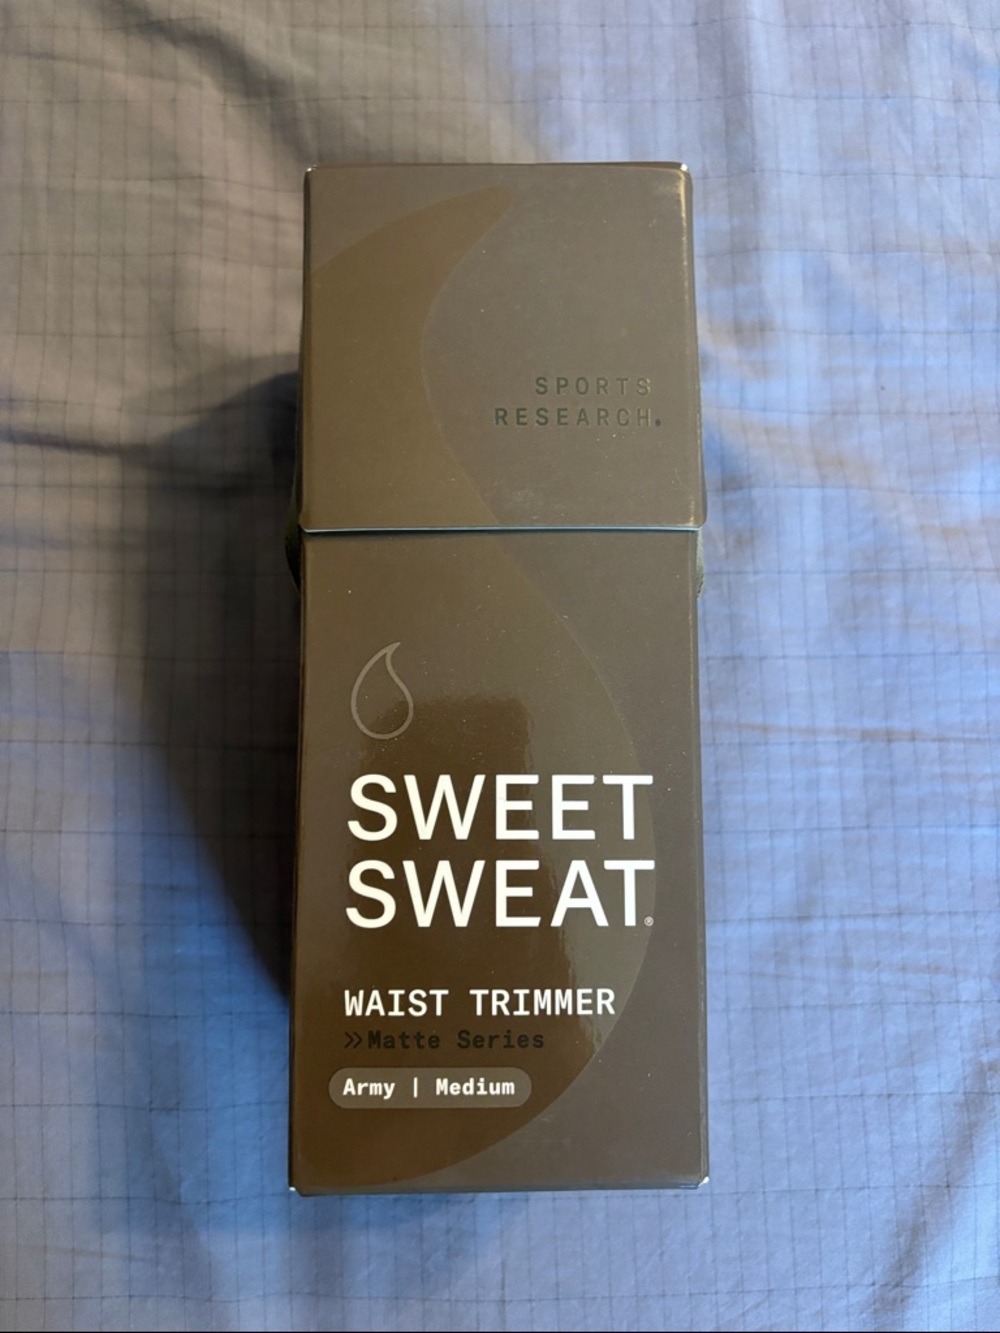 SPORTS
RESEARCH®
SWEET
SWEAT®
WAIST TRIMMER
»Matte Series
Army | Medium